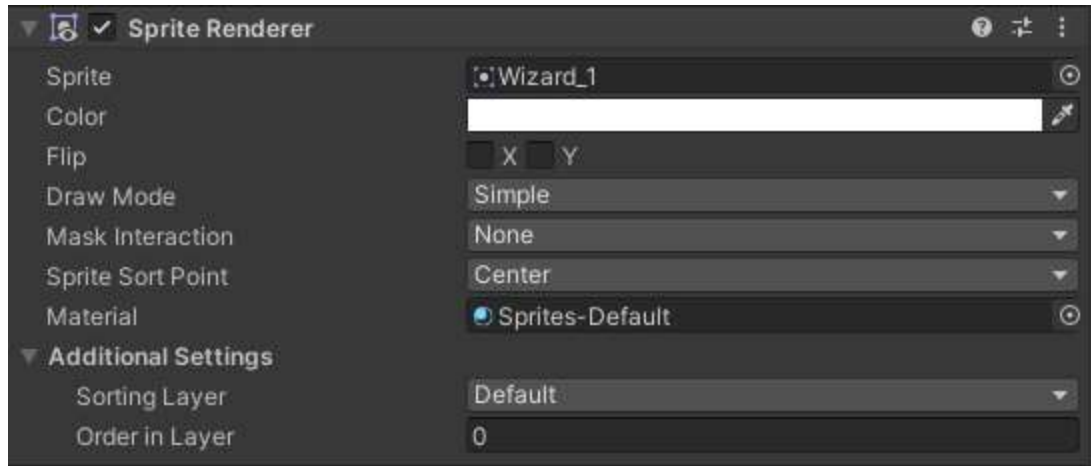 Sprite Renderer
Sprite Wizard_1
Color
Flip X Y
Draw Mode Simple
Mask Interaction None
Sprite Sort Point Center
Material Sprites-Default
Additional Settings
Sorting Layer Default
Order in Layer 0